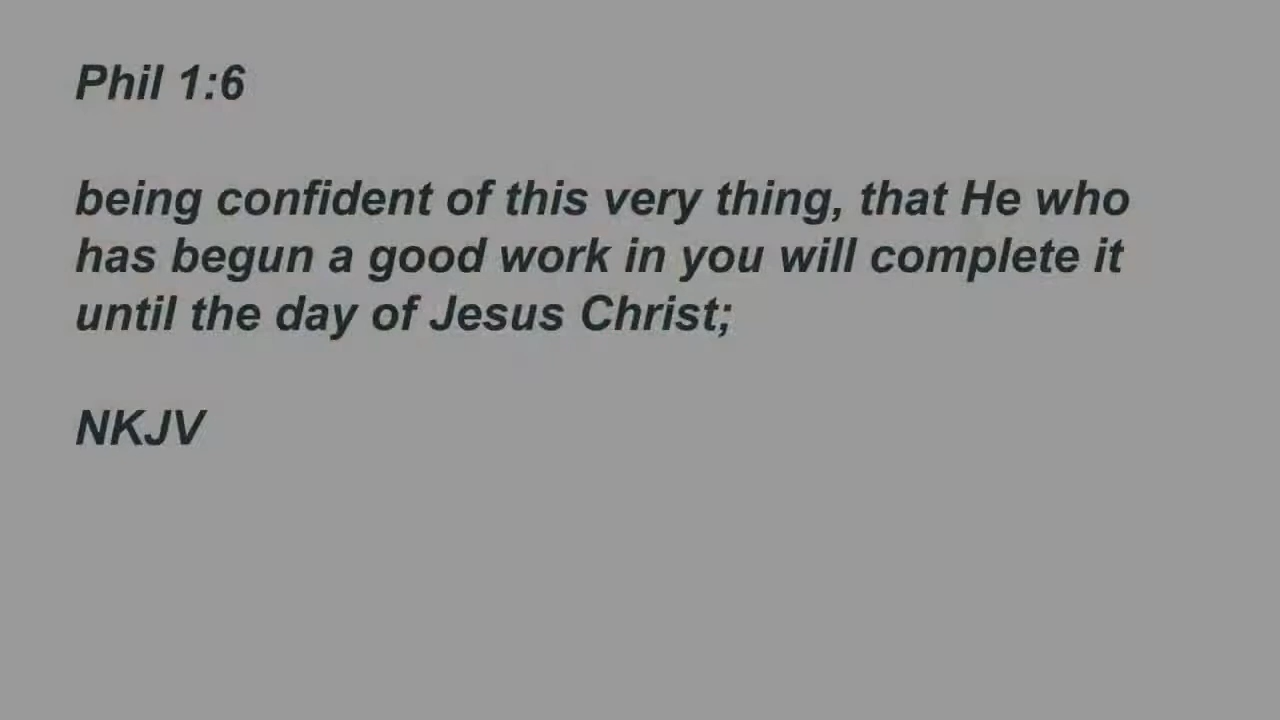 Phil 1:6
being confident of this very thing, that He who
has begun a good work in you will complete it
until the day of Jesus Christ;
NKJV